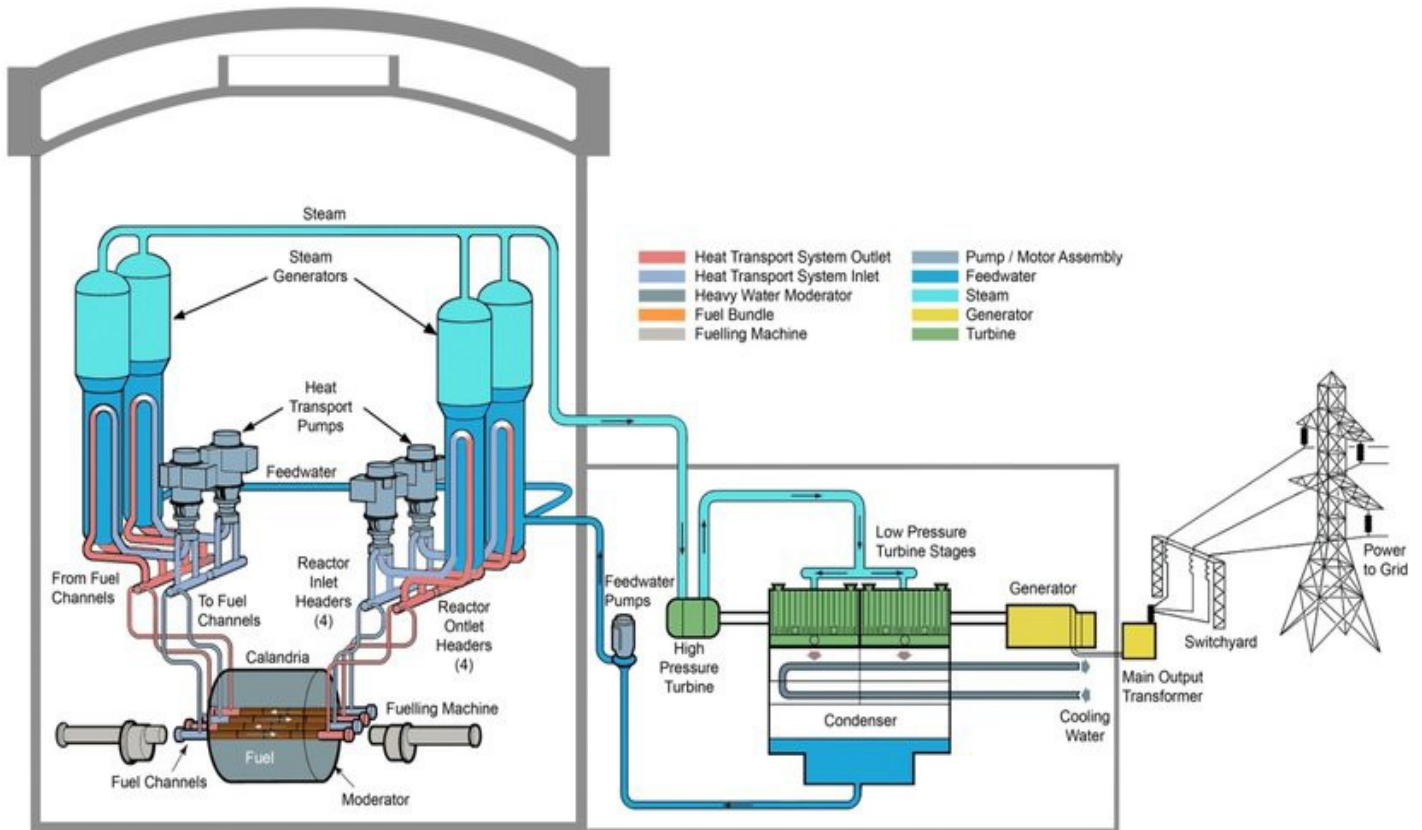 Steam
Steam
Generators
Heat Transport System Outlet
Heat Transport System Inlet
Heavy Water Moderator
Fuel Bundle
Fuelling Machine
Pump / Motor Assembly
Feedwater
Steam
Generator
Turbine
Heat
Transport
Pumps
Feedwater
From Fuel
Channels
To Fuel
Channels
Reactor
Inlet
Headers
(4)
Reactor
Ontlet
Headers
(4)
Calandria
Fuelling Machine
Fuel Channels
Fuel
Moderator
Feedwater
Pumps
High
Pressure
Turbine
Low Pressure
Turbine Stages
Generator
Condenser
Cooling
Water
Main Output
Transformer
Switchyard
Power
to Grid